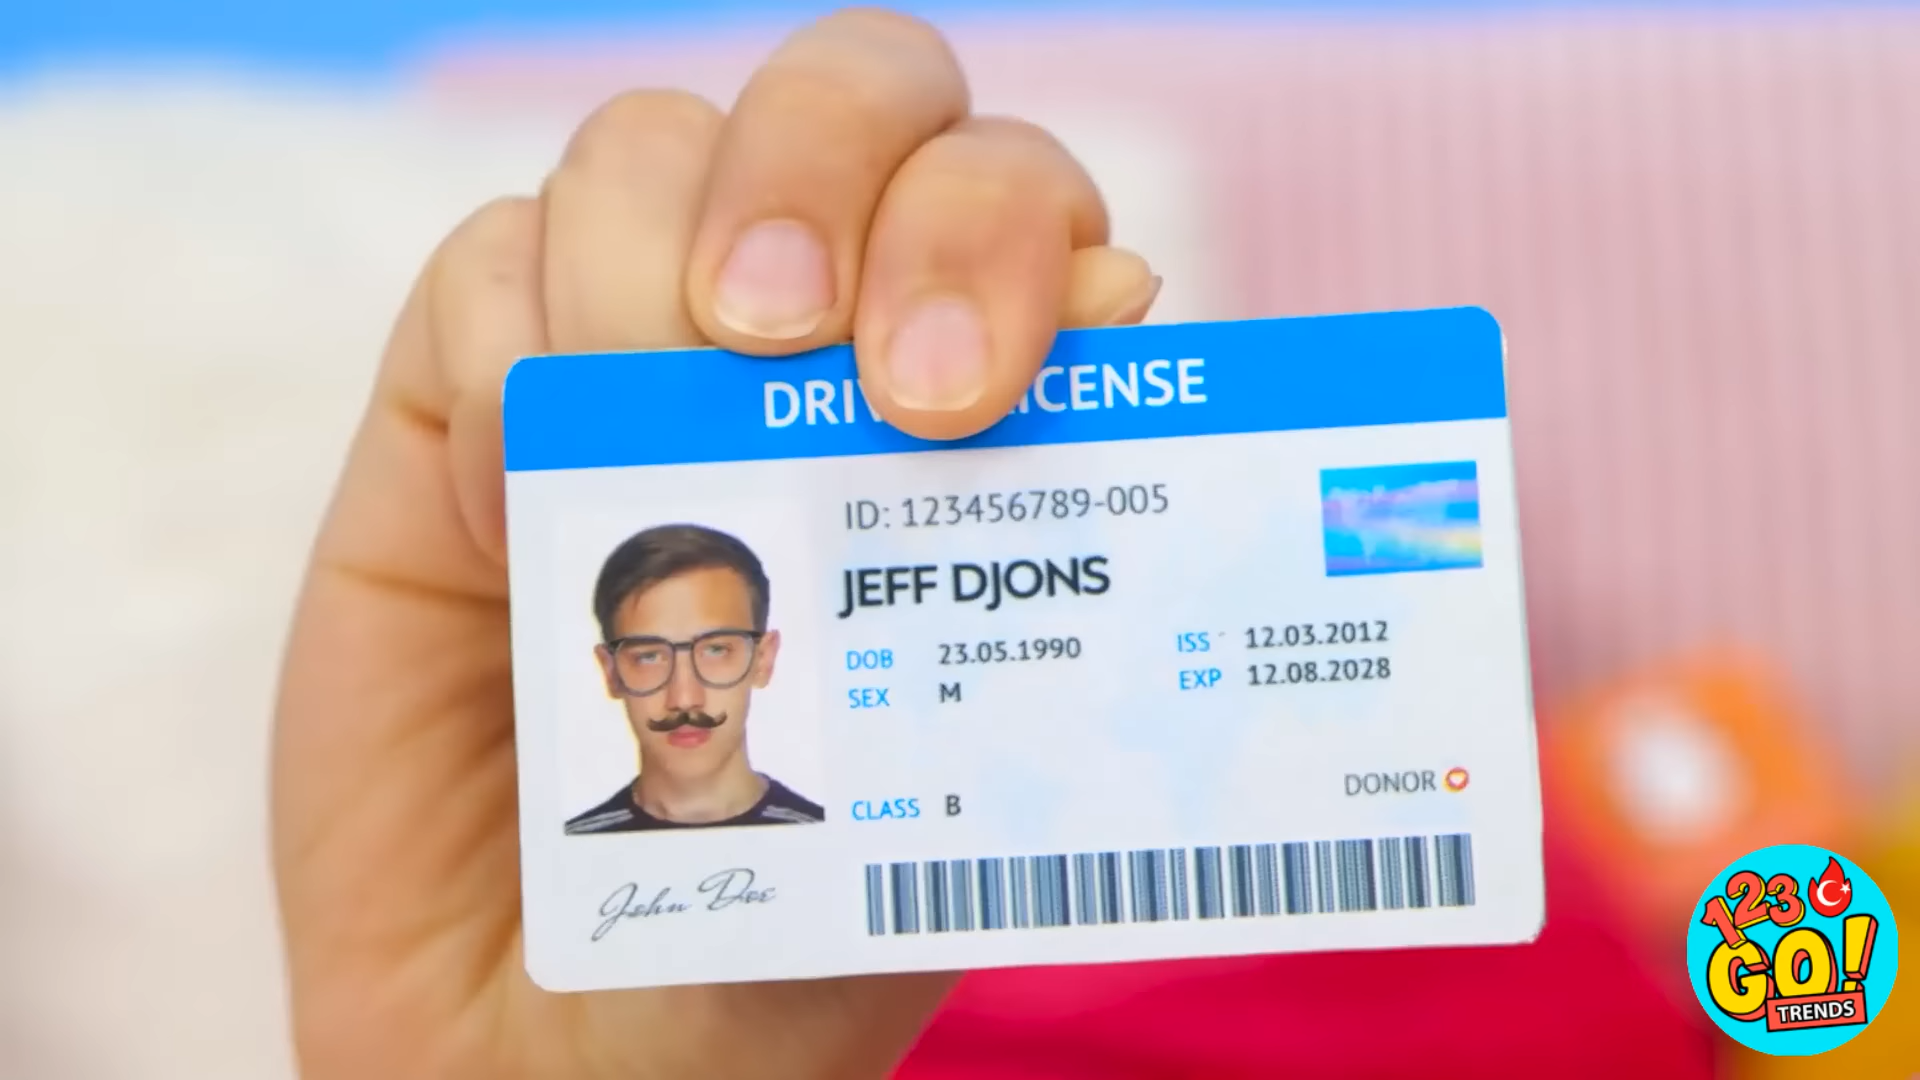 DRIV ICENSE
ID: 123456789-005
JEFF DJONS
DOB 23.05.1990
SEX M
ISS - 12.03.2012
EXP 12.08.2028
CLASS B
DONOR
John Doe
123
GO!
TRENDS